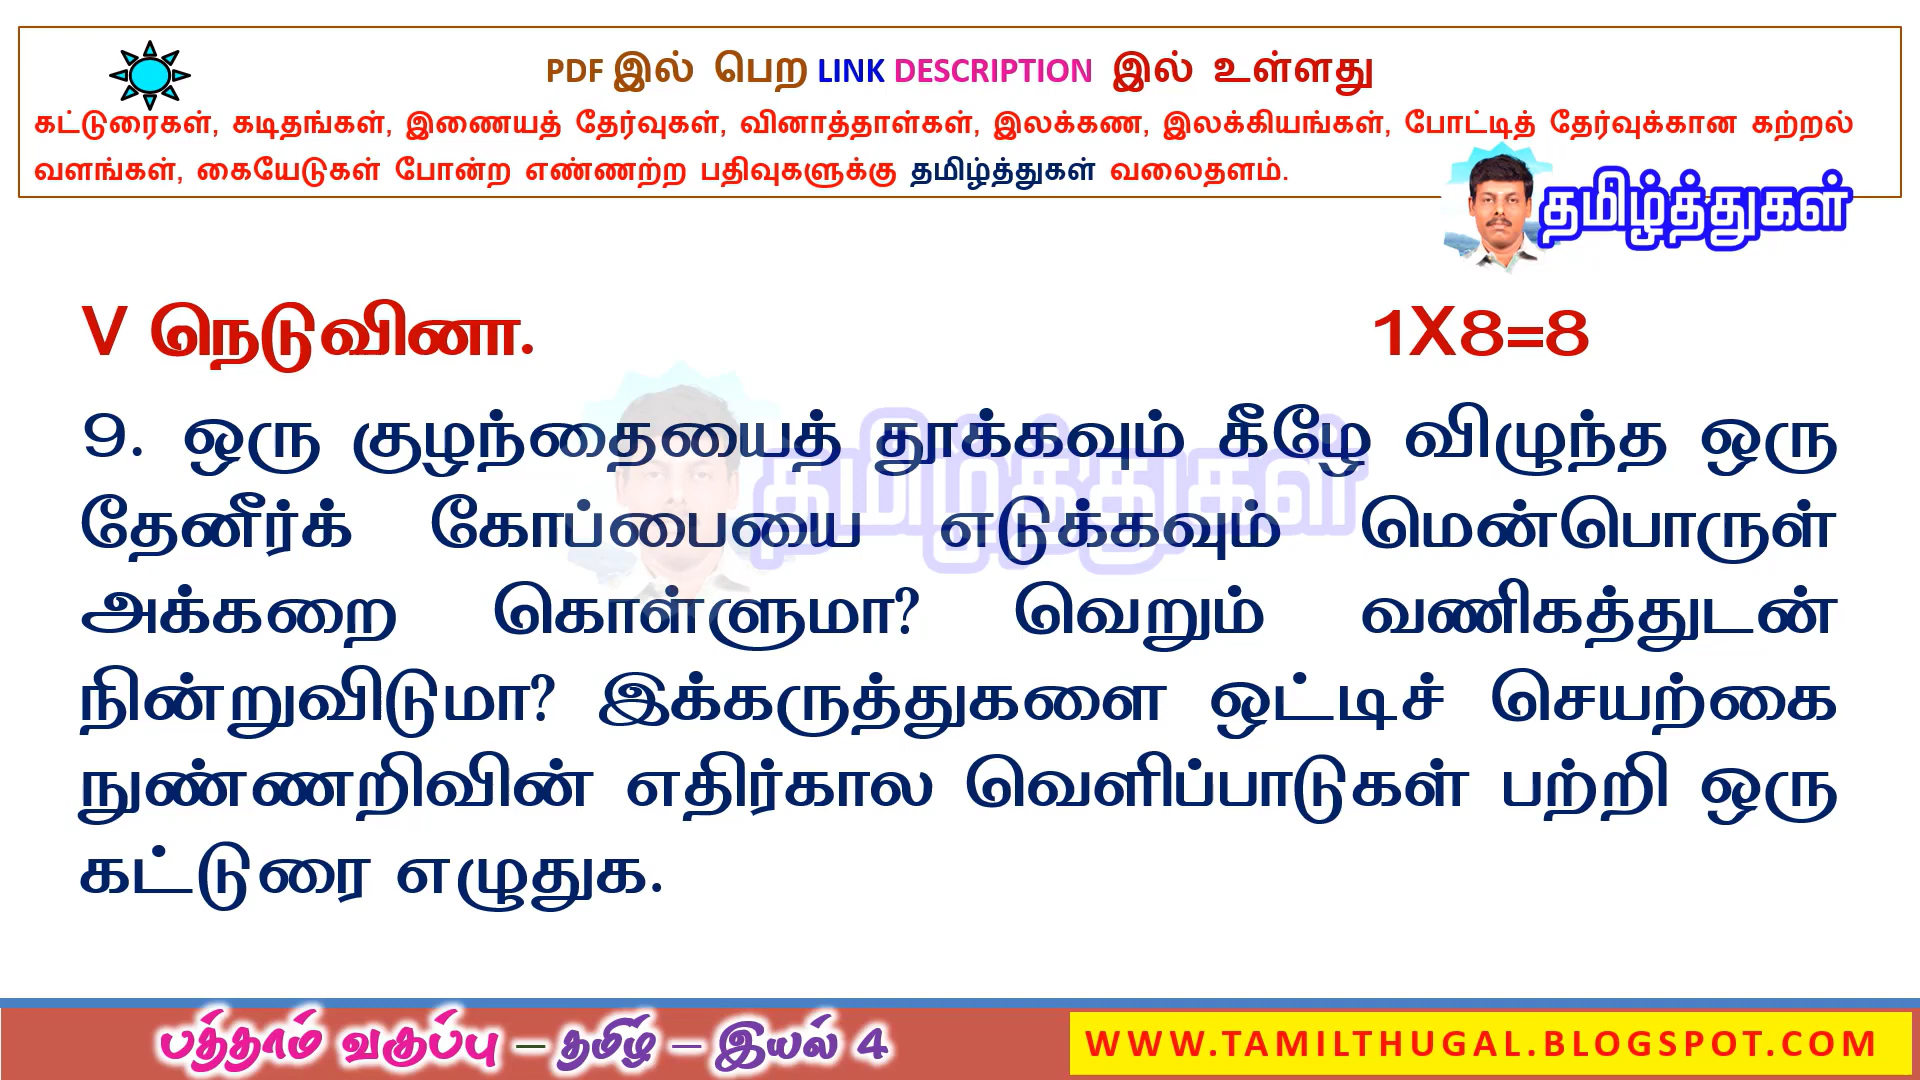 PDF இல் பெற LINK DESCRIPTION இல் உள்ளது
கட்டுரைகள், கடிதங்கள், இணையத் தேர்வுகள், வினாத்தாள்கள், இலக்கண, இலக்கியங்கள், போட்டித் தேர்வுக்கான கற்றல்
வளங்கள், கையேடுகள் போன்ற எண்ணற்ற பதிவுகளுக்கு தமிழ்த்துகள் வலைதளம்.
தமிழ்த்துகள்
V நெடுவினா. 1X8=8
9. ஒரு குழந்தையைத் தூக்கவும் கீழே விழுந்த ஒரு
தேனீர்க் கோப்பையை எடுக்கவும் மென்பொருள்
அக்கறை கொள்ளுமா? வெறும் வணிகத்துடன்
நின்றுவிடுமா? இக்கருத்துகளை ஒட்டிச் செயற்கை
நுண்ணறிவின் எதிர்கால வெளிப்பாடுகள் பற்றி ஒரு
கட்டுரை எழுதுக.
தமிழ்த்துகள்
பத்தாம் வகுப்பு – தமிழ் – இயல் 4
WWW.TAMILTHUGAL.BLOGSPOT.COM